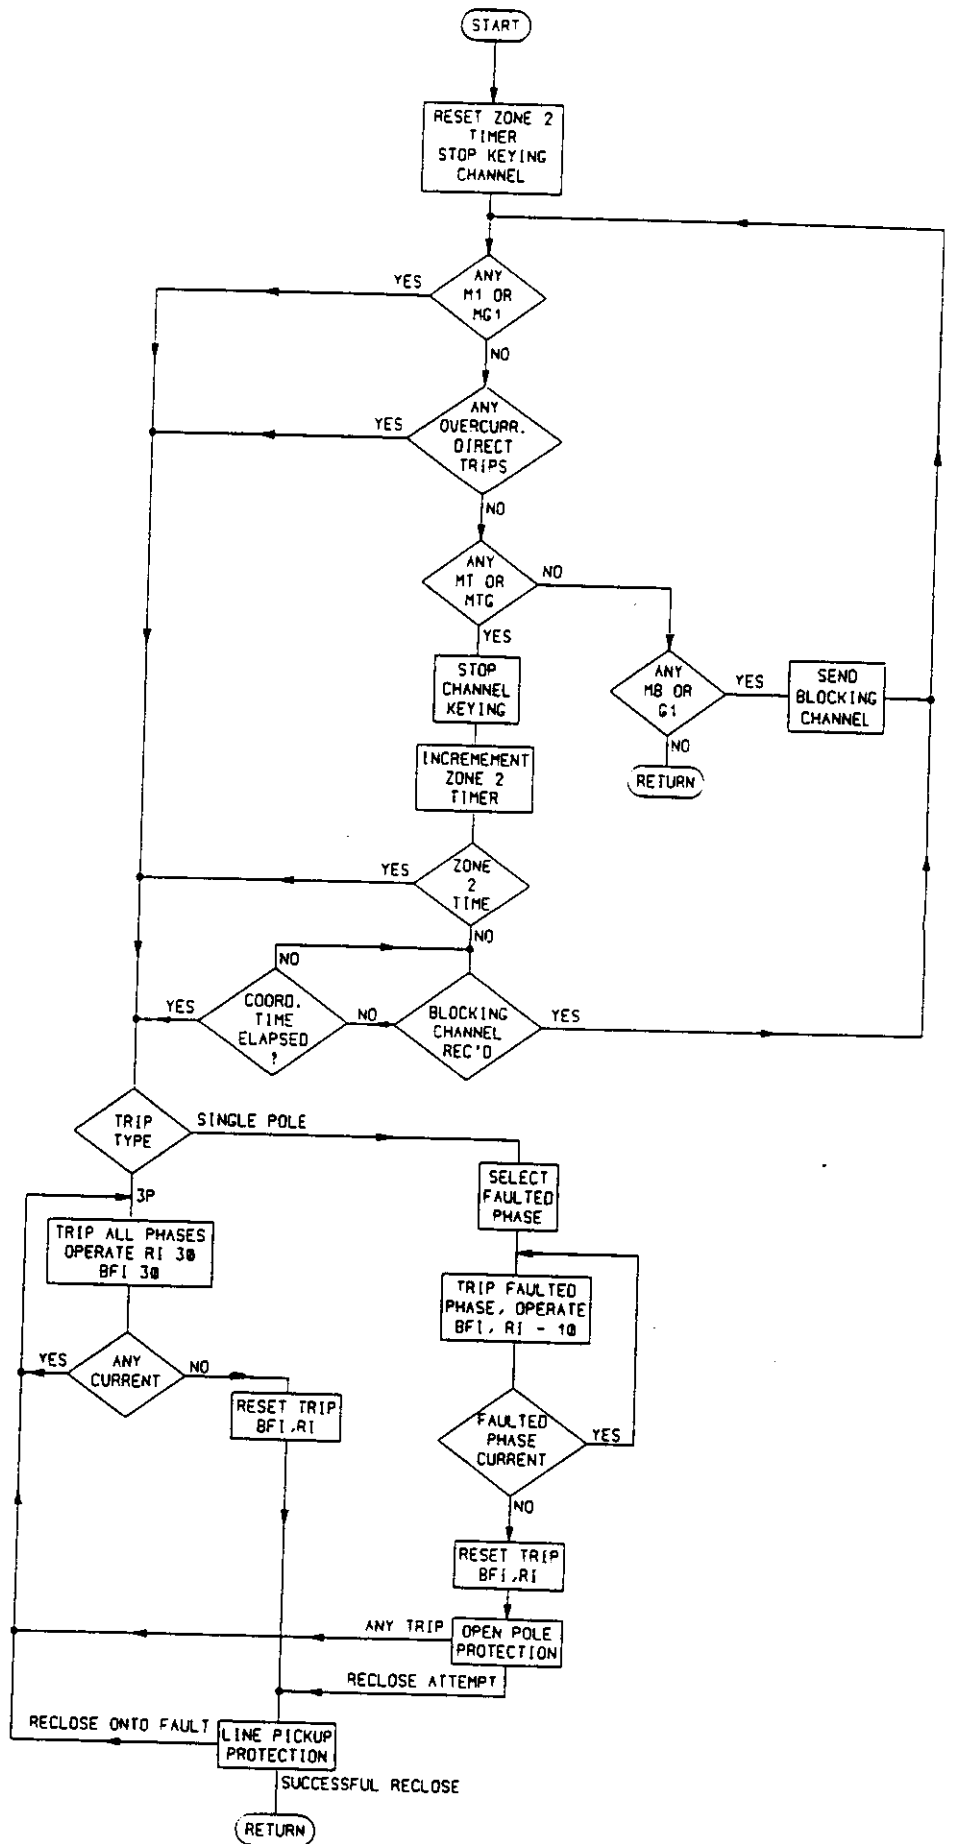 START
RESET ZONE 2
TIMER
STOP KEYING
CHANNEL
ANY
M1 OR
MG1
YES
NO
ANY
OVERCURR.
DIRECT
TRIPS
YES
NO
ANY
MT OR
MTG
NO
YES
STOP
CHANNEL
KEYING
ANY
MB OR
G1
YES
SEND
BLOCKING
CHANNEL
NO
RETURN
INCREMEMENT
ZONE 2
TIMER
ZONE
2
TIME
YES
NO
NO
COORD.
TIME
ELAPSED
?
YES
NO
BLOCKING
CHANNEL
REC'D
YES
TRIP
TYPE
SINGLE POLE
3P
SELECT
FAULTED
PHASE
TRIP ALL PHASES
OPERATE RI 3Ø
BFI 3Ø
TRIP FAULTED
PHASE, OPERATE
BFI, RI - 1Ø
ANY
CURRENT
YES
NO
RESET TRIP
BFI,RI
FAULTED
PHASE
CURRENT
YES
NO
RESET TRIP
BFI,RI
ANY TRIP
OPEN POLE
PROTECTION
RECLOSE ATTEMPT
RECLOSE ONTO FAULT
LINE PICKUP
PROTECTION
SUCCESSFUL RECLOSE
RETURN